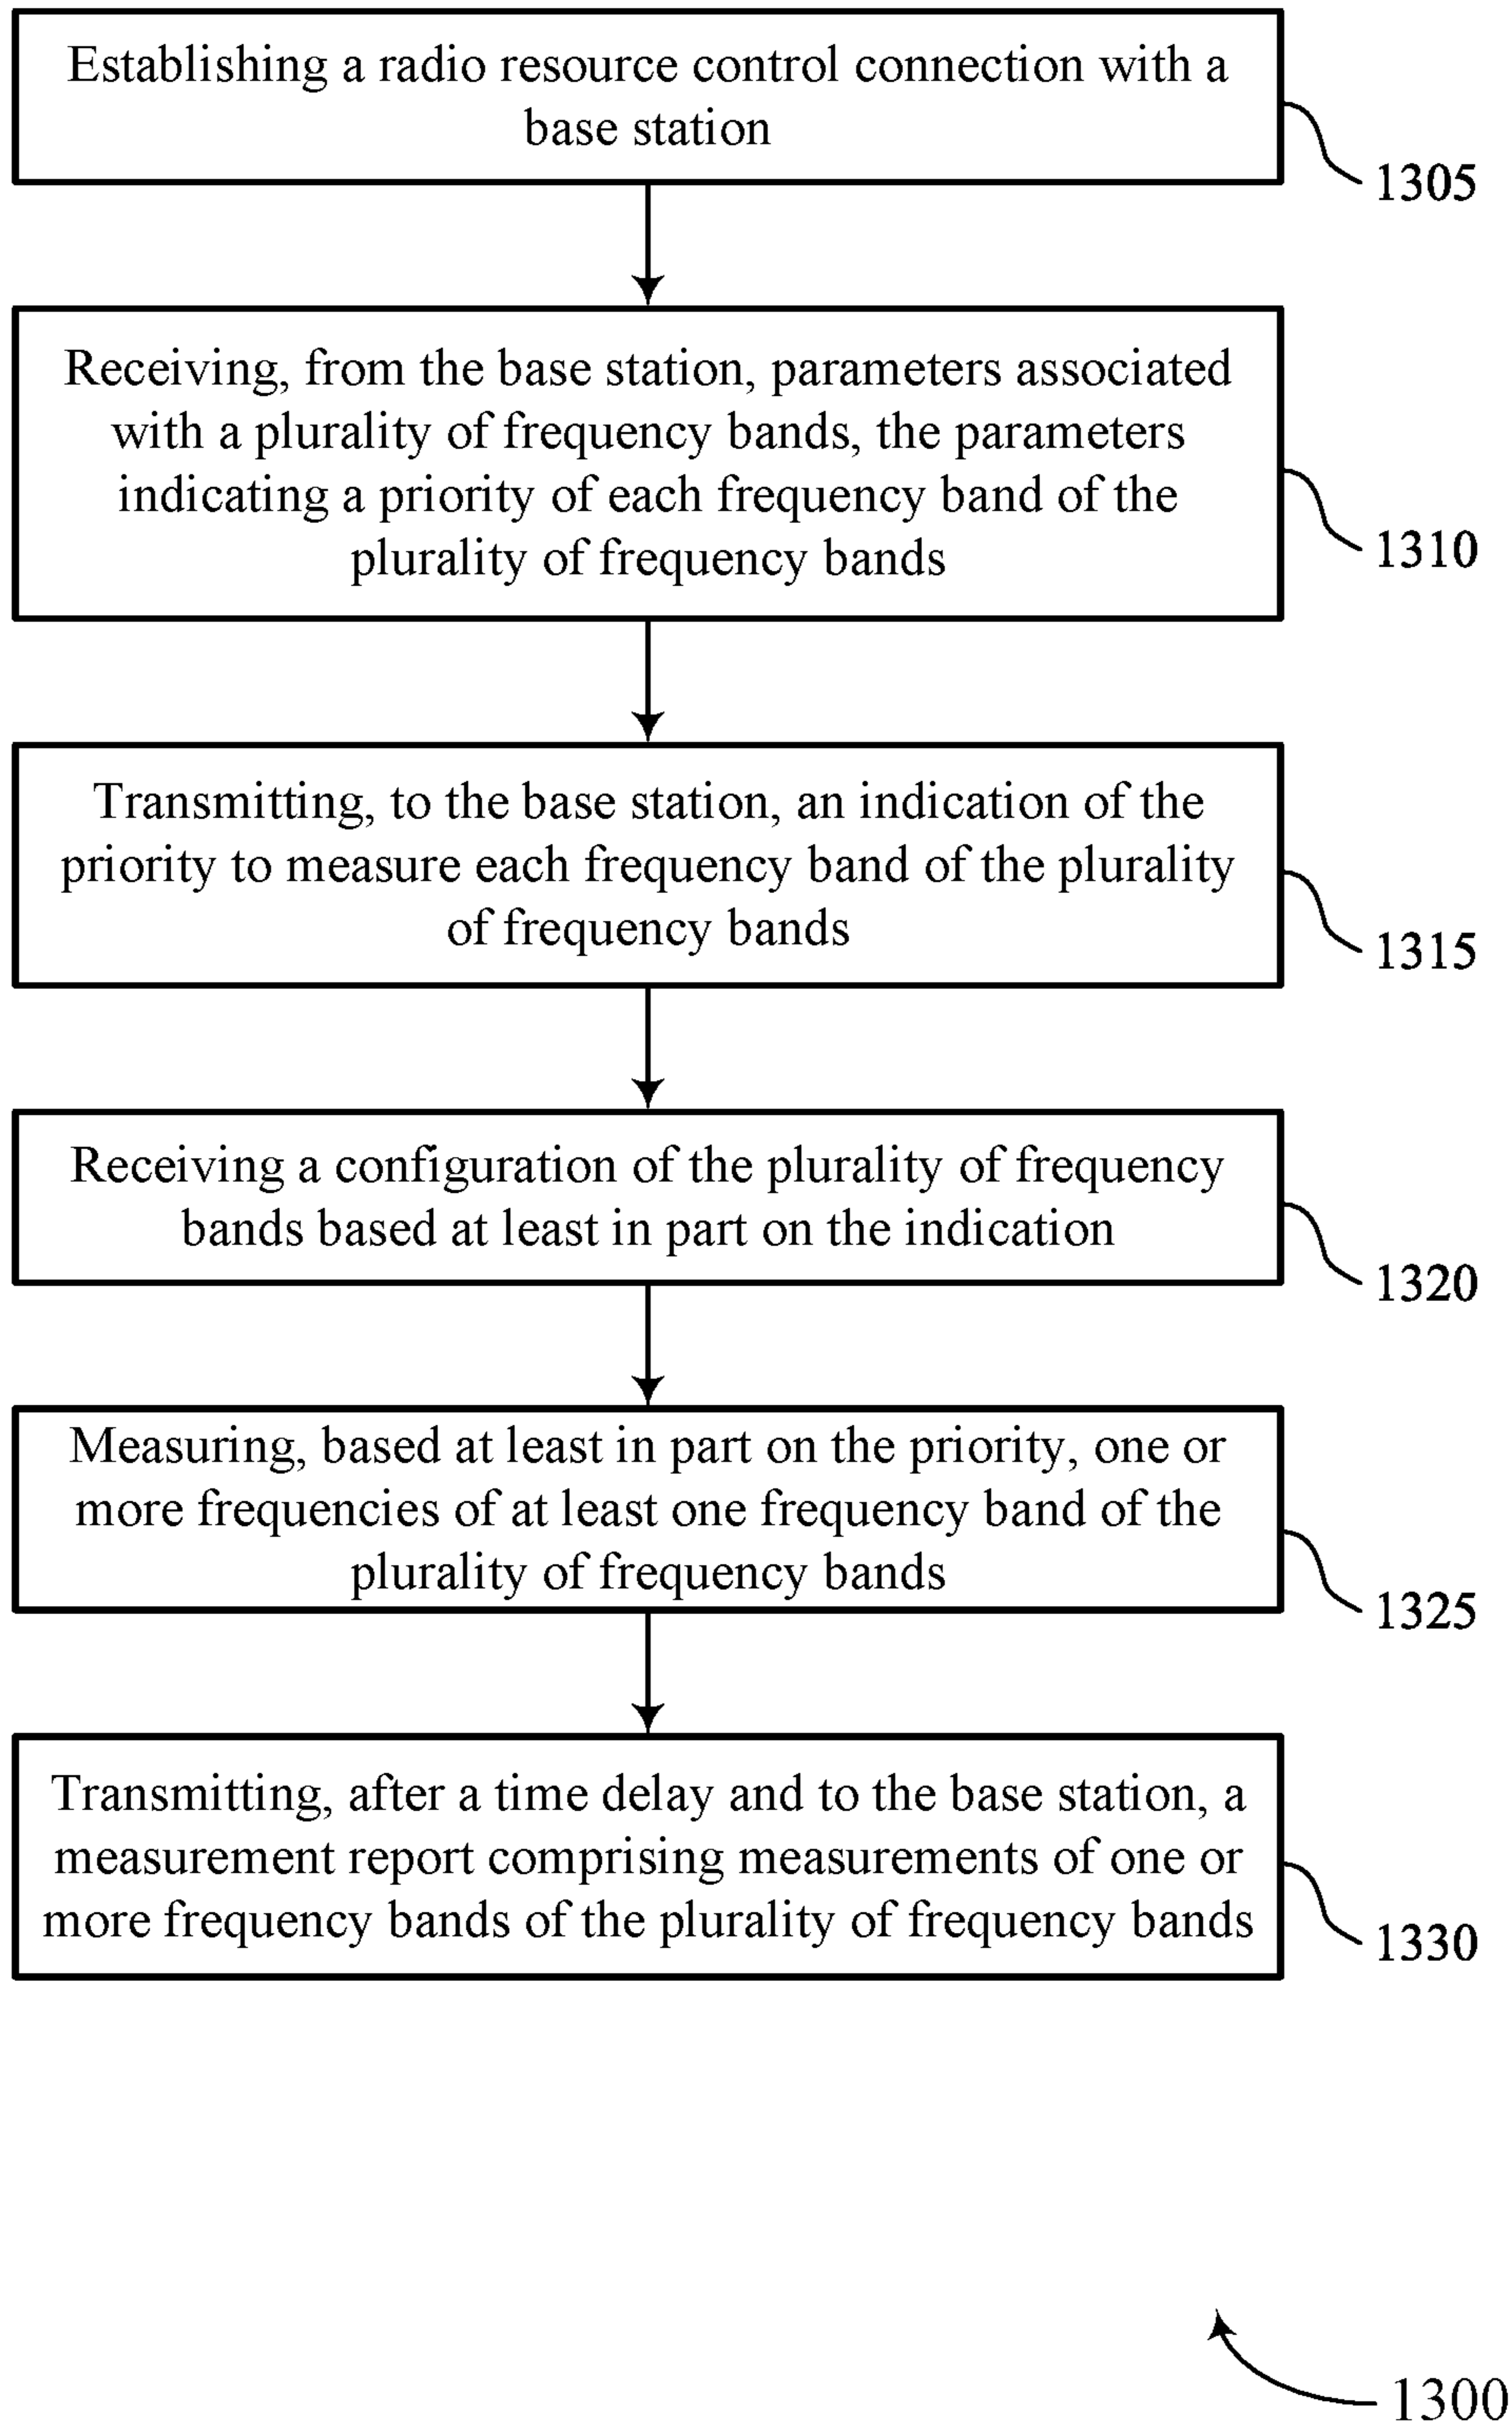 Establishing a radio resource control connection with a
base station
1305
Receiving, from the base station, parameters associated
with a plurality of frequency bands, the parameters
indicating a priority of each frequency band of the
plurality of frequency bands
1310
Transmitting, to the base station, an indication of the
priority to measure each frequency band of the plurality
of frequency bands
1315
Receiving a configuration of the plurality of frequency
bands based at least in part on the indication
1320
Measuring, based at least in part on the priority, one or
more frequencies of at least one frequency band of the
plurality of frequency bands
1325
Transmitting, after a time delay and to the base station, a
measurement report comprising measurements of one or
more frequency bands of the plurality of frequency bands
1330
1300